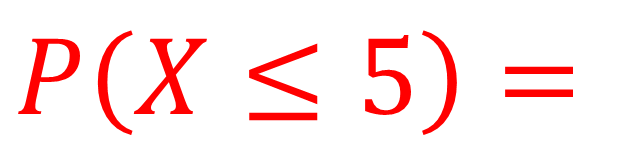 P(X ≤ 5) =